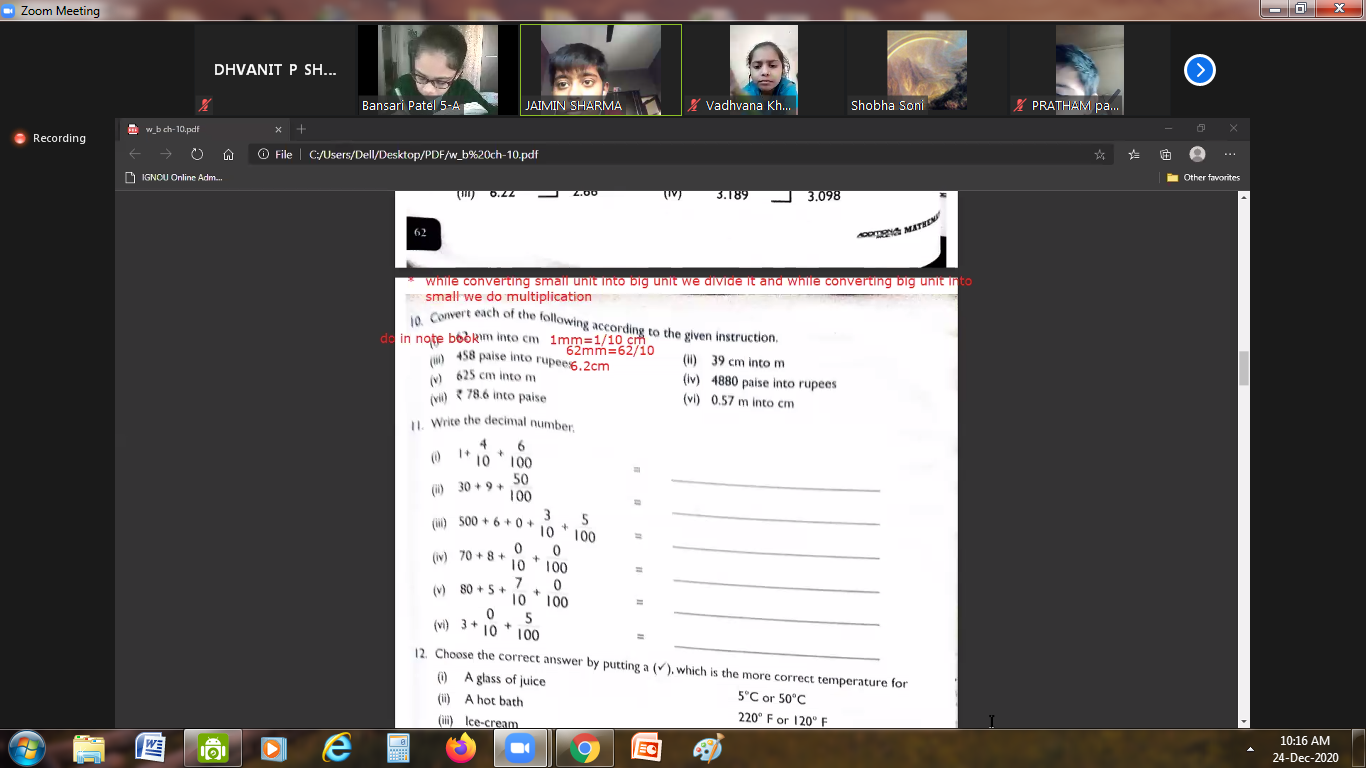 Zoom Meeting
DHVANIT P SH...
Bansari Patel 5-A
JAIMIN SHARMA
Vadhvana Kh...
Shobha Soni
PRATHAM pa...
Recording
w_b ch-10.pdf
File C:/Users/Dell/Desktop/PDF/w_b%20ch-10.pdf
IGNOU Online Adm...
Other favorites
(iii) 6.22 2.66 (iv) 3.189 3.098
62
ADDITIONAL PRACTICE MATHEMA
* while converting small unit into big unit we divide it and while converting big unit into
small we do multiplication
10. Convert each of the following according to the given instruction.
do in note book
(i) 62 mm into cm
1mm=1/10 cm
62mm=62/10
6.2cm
(ii) 39 cm into m
(iii) 458 paise into rupees
(iv) 4880 paise into rupees
(v) 625 cm into m
(vi) 0.57 m into cm
(vii) ₹ 78.6 into paise
11. Write the decimal number.
(i) 1+ 4/10 + 6/100 =
(ii) 30 + 9 + 50/100 =
(iii) 500 + 6 + 0 + 3/10 + 5/100 =
(iv) 70 + 8 + 0/10 + 0/100 =
(v) 80 + 5 + 7/10 + 0/100 =
(vi) 3 + 0/10 + 5/100 =
12. Choose the correct answer by putting a (✓), which is the more correct temperature for
(i) A glass of juice 5°C or 50°C
(ii) A hot bath 220° F or 120° F
(iii) Ice-cream
10:16 AM
24-Dec-2020